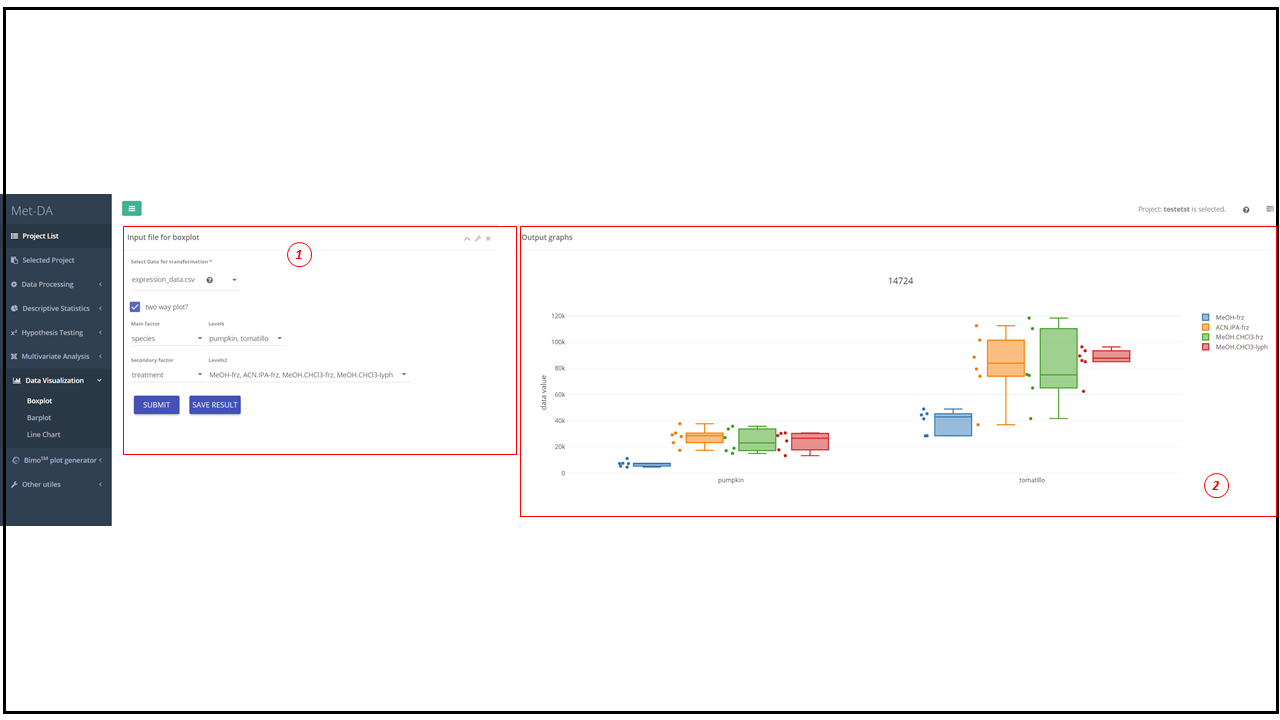 Met-DA
Project List
Selected Project
Data Processing
Descriptive Statistics
x² Hypothesis Testing
Multivariate Analysis
Data Visualization
Boxplot
Barplot
Line Chart
Bimo℠ plot generator
Other utiles
Project: testetst is selected.
Input file for boxplot
1
Select Data for transformation *
expression_data.csv
two way plot?
Main factor Levels
species pumpkin, tomatillo
Secondary factor Levels2
treatment MeOH-frz, ACN.IPA-frz, MeOH.CHCl3-frz, MeOH.CHCl3-lyph
SUBMIT SAVE RESULT
Output graphs
14724
120k
100k
80k
60k
40k
20k
0
data value
pumpkin tomatillo
MeOH-frz
ACN.IPA-frz
MeOH.CHCl3-frz
MeOH.CHCl3-lyph
2